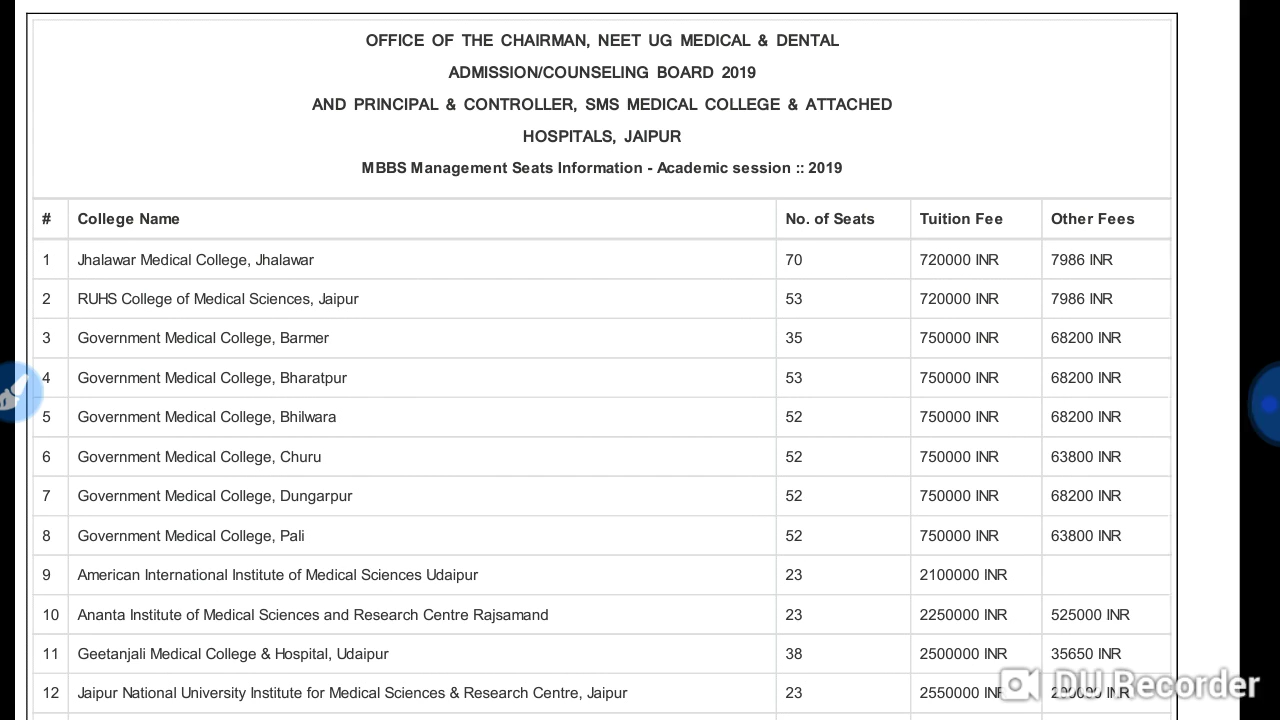 OFFICE OF THE CHAIRMAN, NEET UG MEDICAL & DENTAL
ADMISSION/COUNSELING BOARD 2019
AND PRINCIPAL & CONTROLLER, SMS MEDICAL COLLEGE & ATTACHED
HOSPITALS, JAIPUR
MBBS Management Seats Information - Academic session :: 2019
# College Name No. of Seats Tuition Fee Other Fees
1 Jhalawar Medical College, Jhalawar 70 720000 INR 7986 INR
2 RUHS College of Medical Sciences, Jaipur 53 720000 INR 7986 INR
3 Government Medical College, Barmer 35 750000 INR 68200 INR
4 Government Medical College, Bharatpur 53 750000 INR 68200 INR
5 Government Medical College, Bhilwara 52 750000 INR 68200 INR
6 Government Medical College, Churu 52 750000 INR 63800 INR
7 Government Medical College, Dungarpur 52 750000 INR 68200 INR
8 Government Medical College, Pali 52 750000 INR 63800 INR
9 American International Institute of Medical Sciences Udaipur 23 2100000 INR
10 Ananta Institute of Medical Sciences and Research Centre Rajsamand 23 2250000 INR 525000 INR
11 Geetanjali Medical College & Hospital, Udaipur 38 2500000 INR 35650 INR
12 Jaipur National University Institute for Medical Sciences & Research Centre, Jaipur 23 2550000 INR
DU Recorder